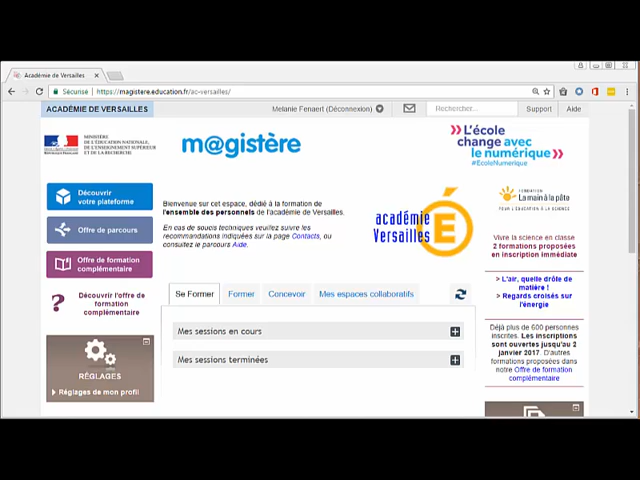 Académie de Versailles
Sécurisé
https://magistere.education.fr/ac-versailles/
ACADÉMIE DE VERSAILLES
Melanie Fenaert (Déconnexion)
Rechercher...
Support
Aide
MINISTÈRE
DE L'ÉDUCATION NATIONALE,
DE L'ENSEIGNEMENT SUPÉRIEUR
ET DE LA RECHERCHE
m@gistère
L'école
change avec
le numérique
#EcoleNumerique
Découvrir
votre plateforme
Offre de parcours
Offre de formation
complémentaire
?
Découvrir l'offre de
formation
complémentaire
RÉGLAGES
Réglages de mon profil
Bienvenue sur cet espace, dédié à la formation de
l'ensemble des personnels de l'académie de Versailles.
En cas de soucis techniques veuillez suivre les
recommandations indiquées sur la page Contacts, ou
consultez le parcours Aide.
académie
Versailles
É
Se Former
Former
Concevoir
Mes espaces collaboratifs
Mes sessions en cours
Mes sessions terminées
FONDATION
La main à la pâte
POUR L'ÉDUCATION À LA SCIENCE
Vivre la science en classe
2 formations proposées
en inscription immédiate
> L'air, quelle drôle de
matière !
> Regards croisés sur
l'énergie
Déjà plus de 600 personnes
inscrites. Les inscriptions
sont ouvertes jusqu'au 2
janvier 2017. D'autres
formations proposées dans
notre Offre de formation
complémentaire